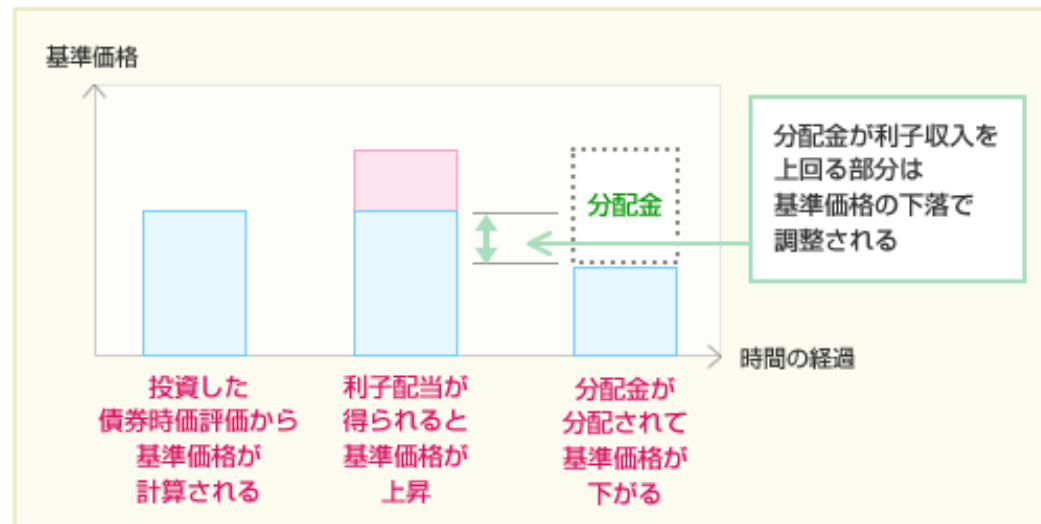 基準価格
分配金が利子収入を
上回る部分は
基準価格の下落で
調整される
分配金
時間の経過
投資した
債券時価評価から
基準価格が
計算される
利子配当が
得られると
基準価格が
上昇
分配金が
分配されて
基準価格が
下がる